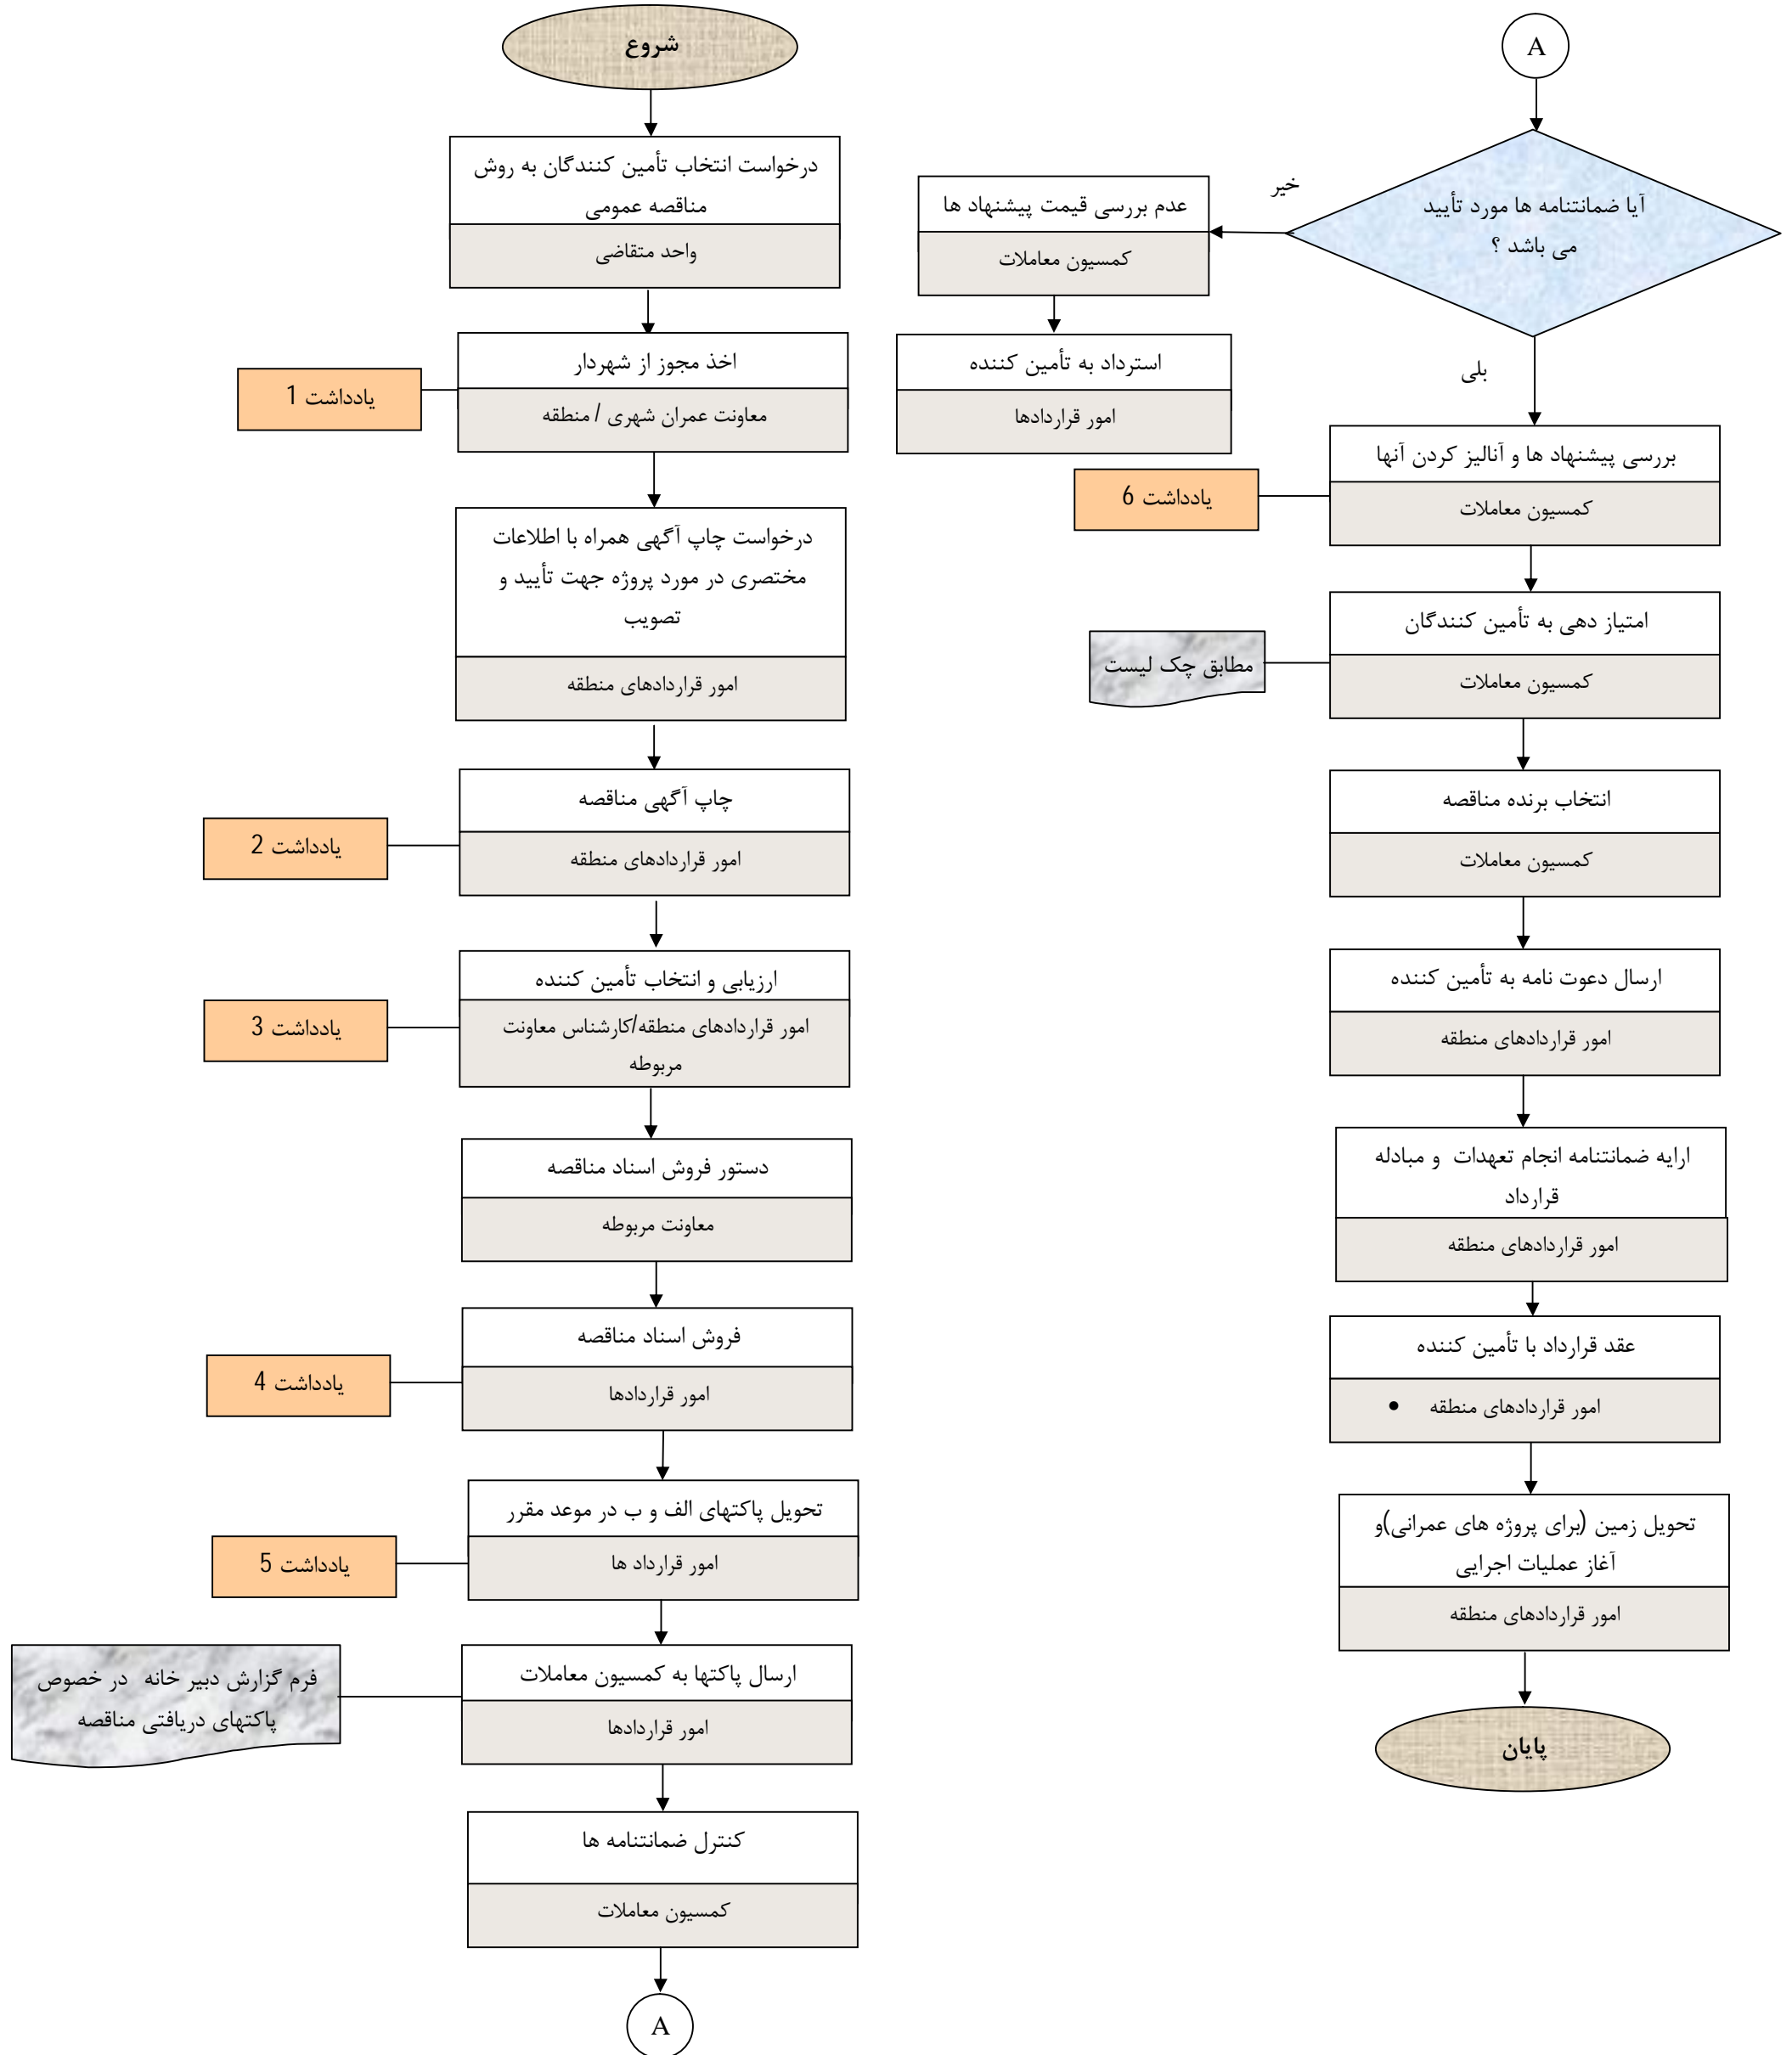 شروع
درخواست انتخاب تأمین کنندگان به روش
مناقصه عمومی
واحد متقاضی
اخذ مجوز از شهردار
معاونت عمران شهری / منطقه
یادداشت 1
درخواست چاپ آگهی همراه با اطلاعات
مختصری در مورد پروژه جهت تأیید و
تصویب
امور قراردادهای منطقه
چاپ آگهی مناقصه
امور قراردادهای منطقه
یادداشت 2
ارزیابی و انتخاب تأمین کننده
امور قراردادهای منطقه/کارشناس معاونت
مربوطه
یادداشت 3
دستور فروش اسناد مناقصه
معاونت مربوطه
فروش اسناد مناقصه
امور قراردادها
یادداشت 4
تحویل پاکتهای الف و ب در موعد مقرر
امور قرارداد ها
یادداشت 5
ارسال پاکتها به کمسیون معاملات
امور قراردادها
فرم گزارش دبیر خانه در خصوص
پاکتهای دریافتی مناقصه
کنترل ضمانتنامه ها
کمسیون معاملات
A
A
آیا ضمانتنامه ها مورد تأیید
می باشد ؟
خیر
عدم بررسی قیمت پیشنهاد ها
کمسیون معاملات
استرداد به تأمین کننده
امور قراردادها
بلی
بررسی پیشنهاد ها و آنالیز کردن آنها
کمسیون معاملات
یادداشت 6
امتیاز دهی به تأمین کنندگان
کمسیون معاملات
مطابق چک لیست
انتخاب برنده مناقصه
کمسیون معاملات
ارسال دعوت نامه به تأمین کننده
امور قراردادهای منطقه
ارایه ضمانتنامه انجام تعهدات و مبادله
قرارداد
امور قراردادهای منطقه
عقد قرارداد با تأمین کننده
امور قراردادهای منطقه •
تحویل زمین (برای پروژه های عمرانی)و
آغاز عملیات اجرایی
امور قراردادهای منطقه
پایان